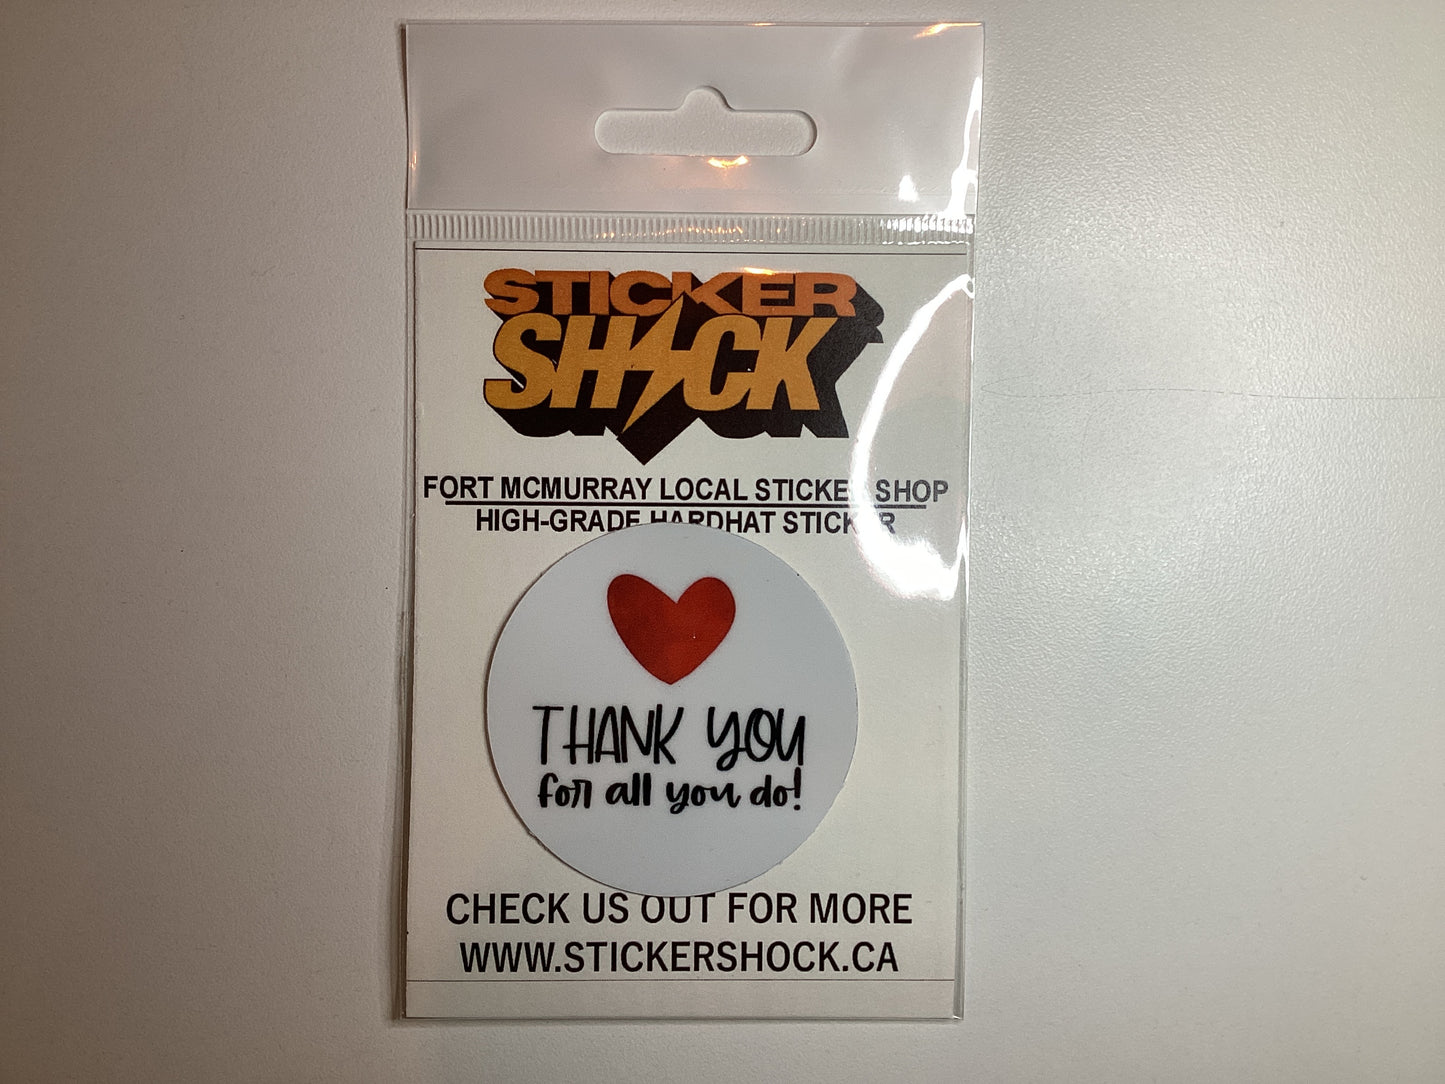 STICKER
SHOCK
FORT MCMURRAY LOCAL STICKER SHOP
HIGH-GRADE HARDHAT STICKER
THANK YOU
for all you do!
CHECK US OUT FOR MORE
WWW.STICKERSHOCK.CA